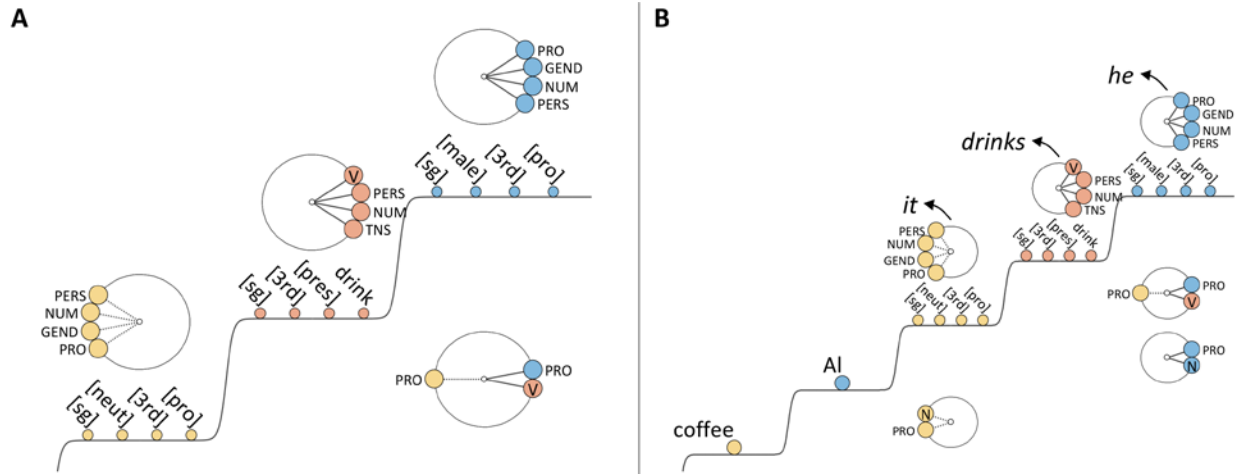 A
PRO
GEND
NUM
PERS
[sg]
[male]
[3rd]
[pro]
V
PERS
NUM
TNS
[sg]
[3rd]
[pres]
drink
PERS
NUM
GEND
PRO
[sg]
[neut]
[3rd]
[pro]
PRO
PRO
V
B
he
PRO
GEND
NUM
PERS
[sg]
[male]
[3rd]
[pro]
drinks
V
PERS
NUM
TNS
[sg]
[3rd]
[pres]
drink
it
PERS
NUM
GEND
PRO
[sg]
[neut]
[3rd]
[pro]
PRO
PRO
V
PRO
N
Al
N
PRO
coffee